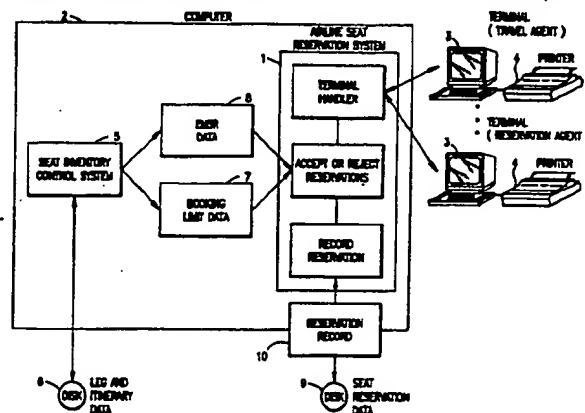 2
COMPUTER
AIRLINE SEAT
RESERVATION SYSTEM
1
TERMINAL
HANDLER
ACCEPT OR REJECT
RESERVATIONS
RECORD
RESERVATION
8
EMSR
DATA
7
BOOKING
LIMIT DATA
5
SEAT INVENTORY
CONTROL SYSTEM
TERMINAL
( TRAVEL AGENT )
3
4
PRINTER
TERMINAL
( RESERVATION AGENT
3
4
PRINTER
RESERVATION
RECORD
10
6
DISK
LEG AND
ITINERARY
DATA
9
DISK
SEAT
RESERVATION
DATA